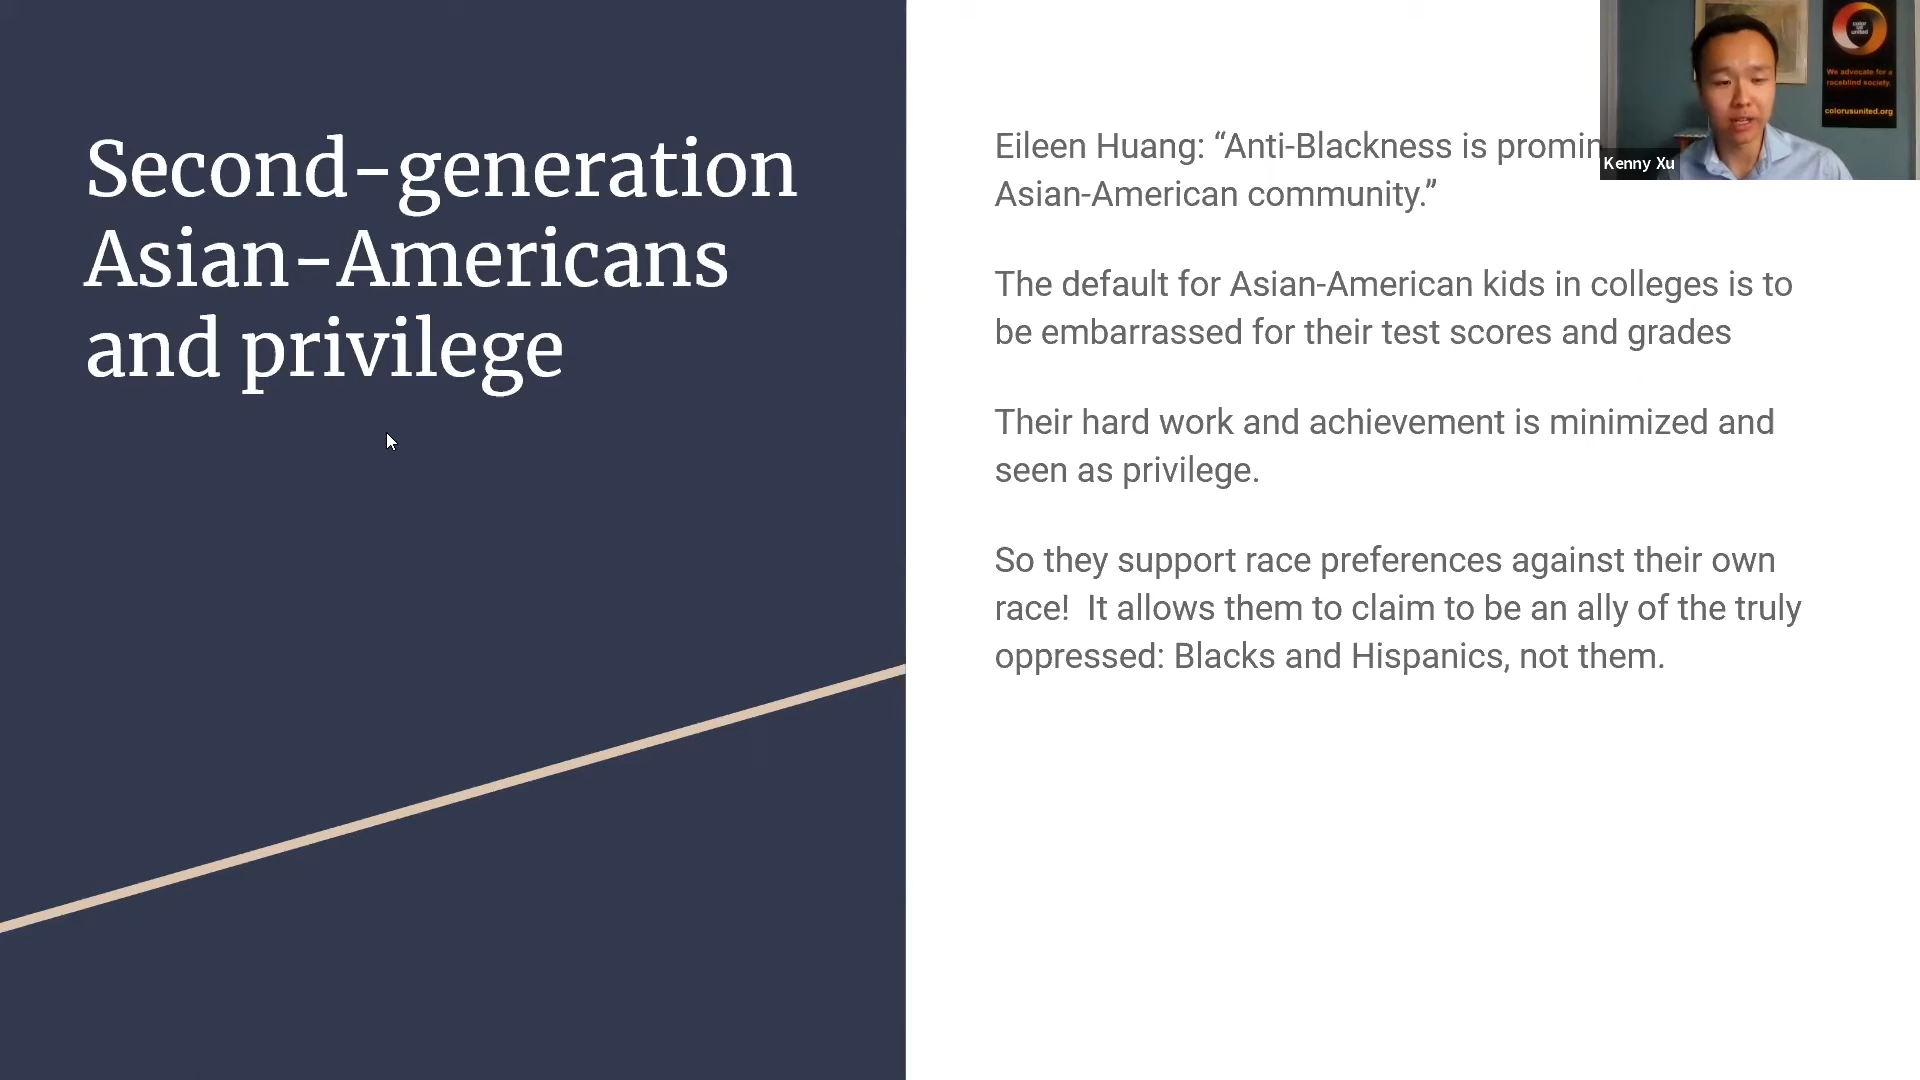 Second-generation
Asian-Americans
and privilege
Eileen Huang: “Anti-Blackness is
Asian-American community.”
The default for Asian-American kids in colleges is to
be embarrassed for their test scores and grades
Their hard work and achievement is minimized and
seen as privilege.
So they support race preferences against their own
race!  It allows them to claim to be an ally of the truly
oppressed: Blacks and Hispanics, not them.
color
us
united
We advocate for a
raceblind society.
colorusunited.org
Kenny Xu